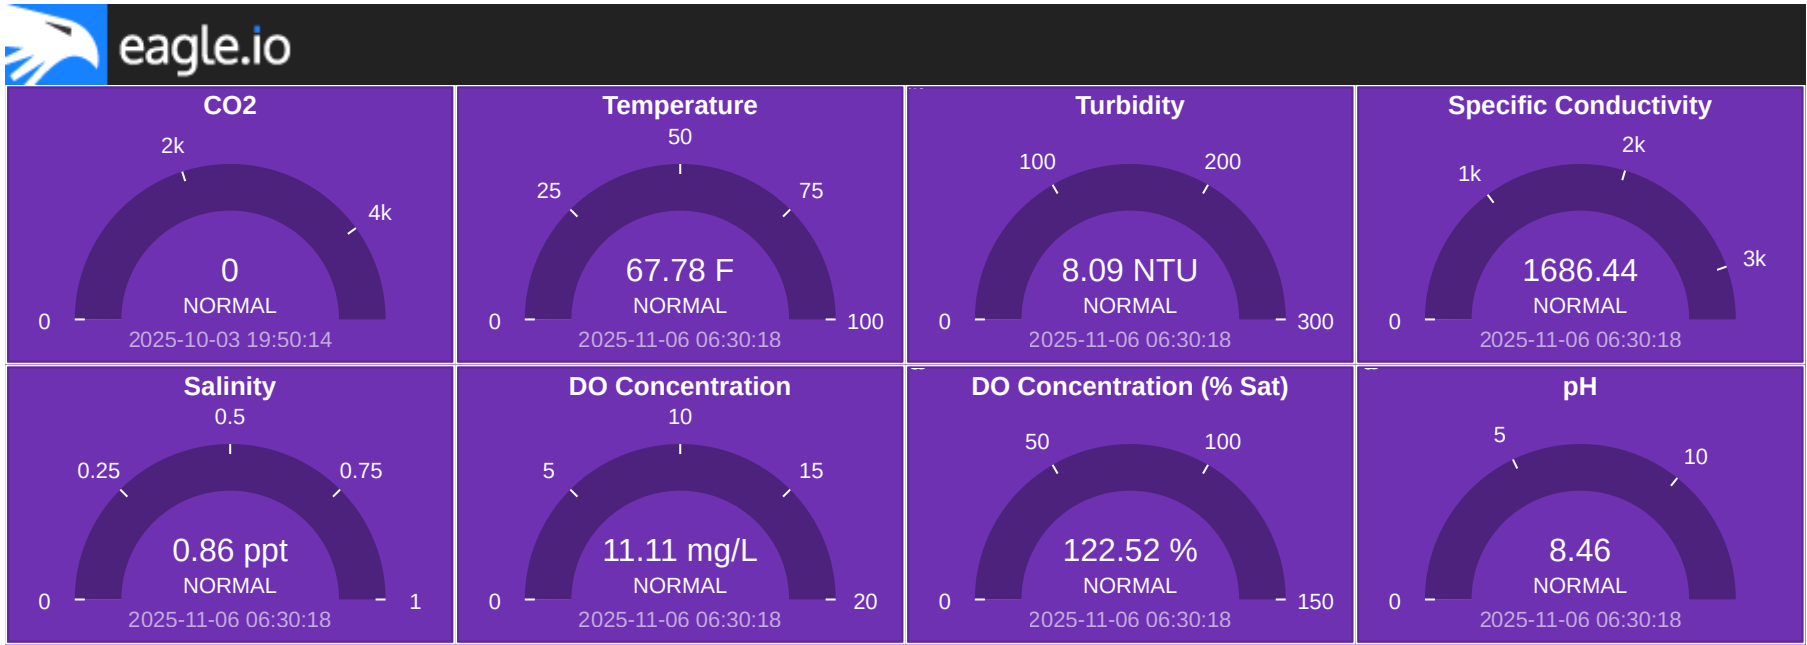 eagle.io
CO2
2k
4k
0
0
NORMAL
2025-10-03 19:50:14
Temperature
50
25
75
67.78 F
NORMAL
0
100
2025-11-06 06:30:18
Turbidity
100
200
8.09 NTU
NORMAL
0
300
2025-11-06 06:30:18
Specific Conductivity
2k
1k
3k
1686.44
NORMAL
0
2025-11-06 06:30:18
Salinity
0.5
0.25
0.75
0.86 ppt
NORMAL
0
1
2025-11-06 06:30:18
DO Concentration
10
5
15
11.11 mg/L
NORMAL
0
20
2025-11-06 06:30:18
DO Concentration (% Sat)
50
100
122.52 %
NORMAL
0
150
2025-11-06 06:30:18
pH
5
10
8.46
NORMAL
0
2025-11-06 06:30:18